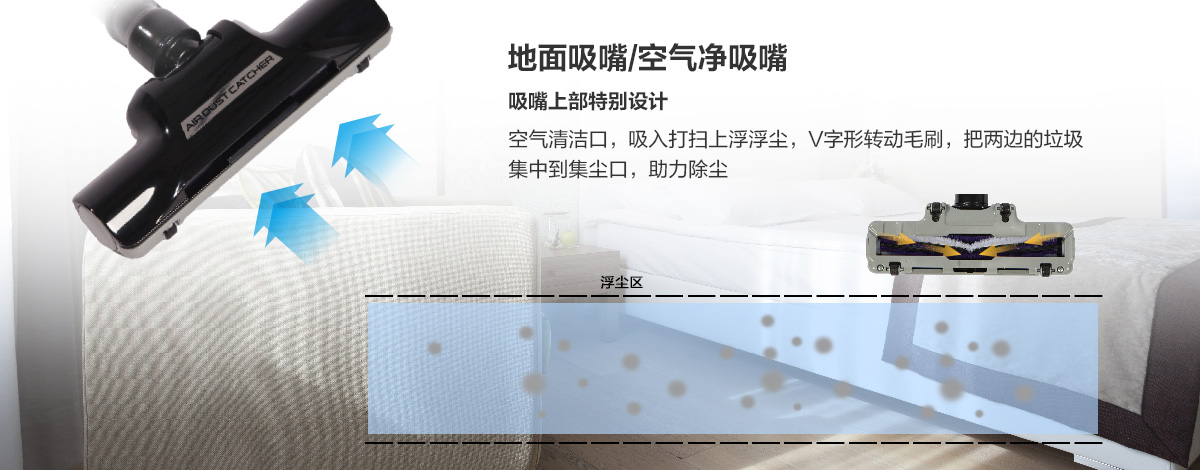 AIR DUST CATCHER
地面吸嘴/空气净吸嘴
吸嘴上部特别设计
空气清洁口，吸入打扫上浮浮尘，V字形转动毛刷，把两边的垃圾
集中到集尘口，助力除尘
浮尘区